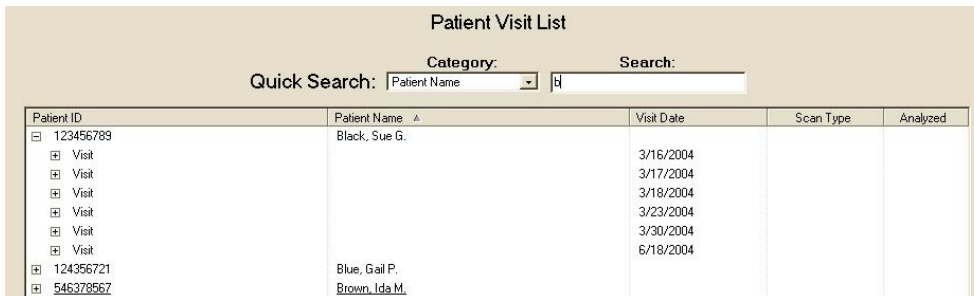 Patient Visit List
Category: Search:
Quick Search: Patient Name b
Patient ID Patient Name Visit Date Scan Type Analyzed
123456789 Black, Sue G.
Visit 3/16/2004
Visit 3/17/2004
Visit 3/18/2004
Visit 3/23/2004
Visit 3/30/2004
Visit 6/18/2004
124356721 Blue, Gail P.
546378567 Brown, Ida M.